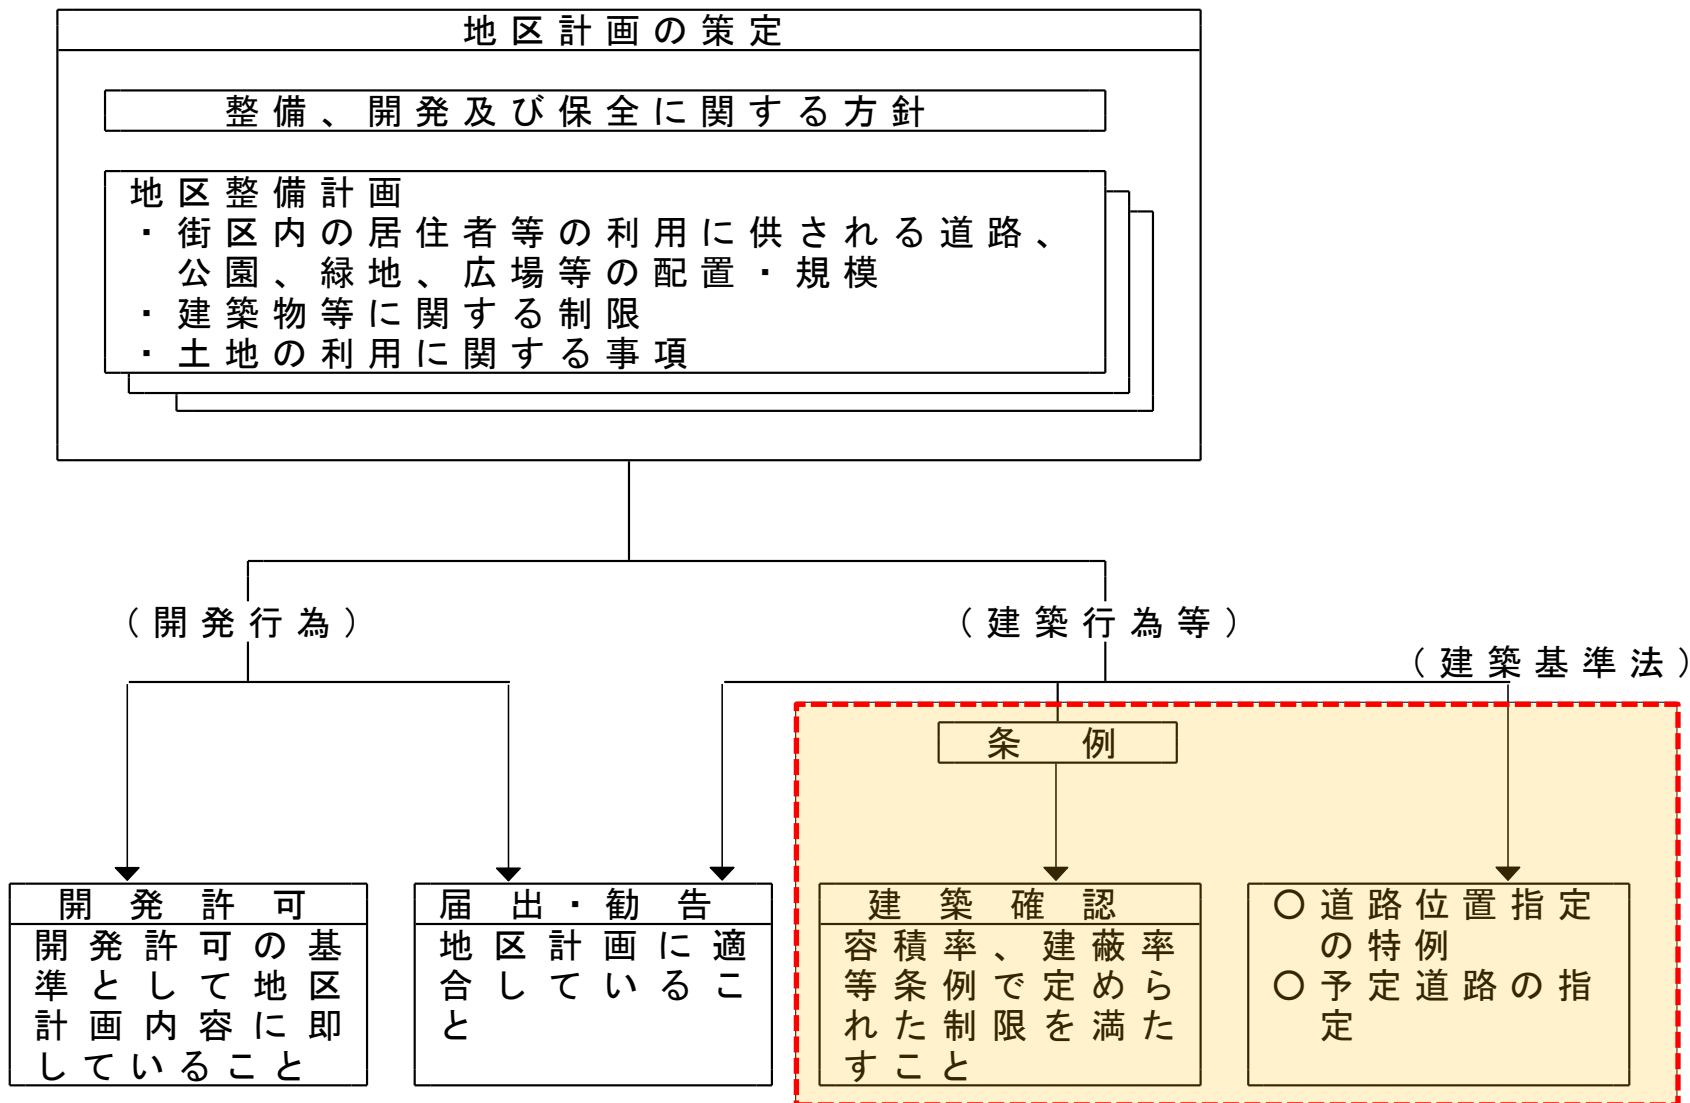 地区計画の策定
整備、開発及び保全に関する方針
地区整備計画
・街区内の居住者等の利用に供される道路、
公園、緑地、広場等の配置・規模
・建築物等に関する制限
・土地の利用に関する事項
（開発行為）
（建築行為等）
（建築基準法）
条　例
開発許可
開発許可の基
準として地区
計画内容に即
していること
届出・勧告
地区計画に適
合しているこ
と
建築確認
容積率、建蔽率
等条例で定めら
れた制限を満た
すこと
〇道路位置指定
の特例
〇予定道路の指
定